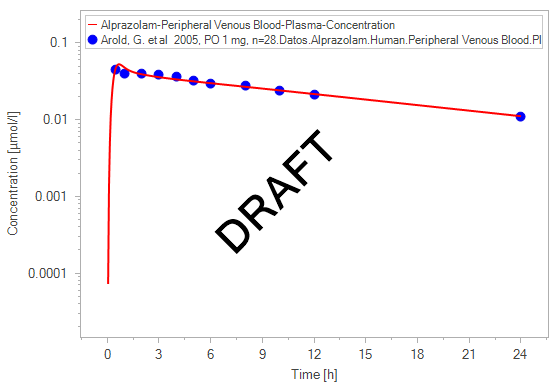 Alprazolam-Peripheral Venous Blood-Plasma-Concentration
Arold, G. et al  2005, PO 1 mg, n=28.Datos.Alprazolam.Human.Peripheral Venous Blood.Pl
0.1
0.01
0.001
0.0001
Concentration [µmol/l]
DRAFT
0 3 6 9 12 15 18 21 24
Time [h]